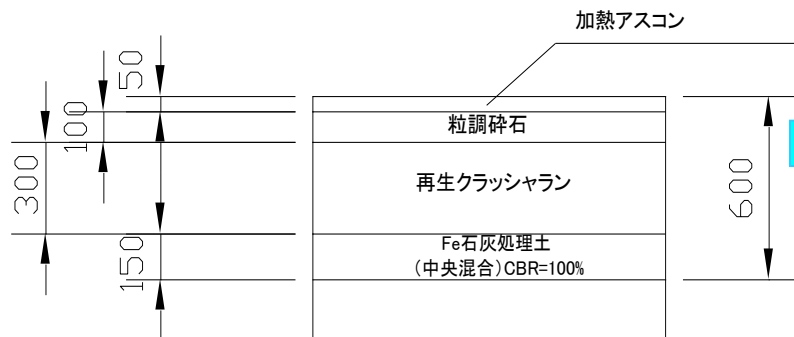 加熱アスコン
50
粒調砕石
100
再生クラッシャラン
300
600
Fe石灰処理土
(中央混合)CBR=100%
150